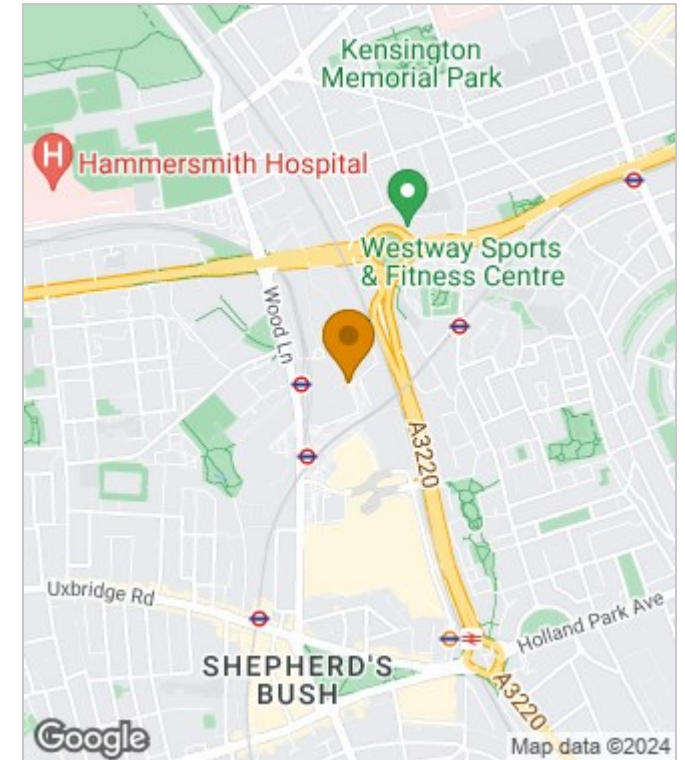 Kensington
Memorial Park
H
Hammersmith Hospital
Westway Sports
& Fitness Centre
Wood Ln
A3220
Uxbridge Rd
Holland Park Ave
SHEPHERD'S
BUSH
A3220
Google
Map data ©2024